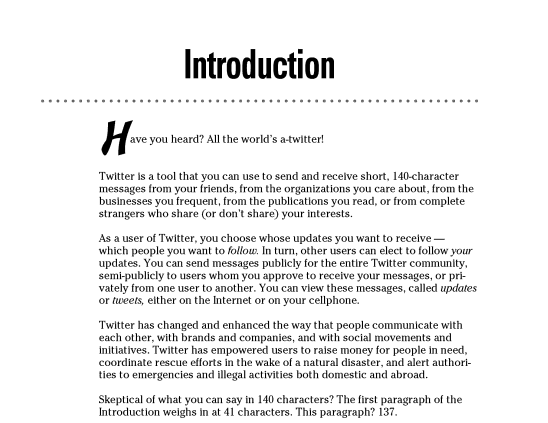 Introduction
Have you heard? All the world's a-twitter!
Twitter is a tool that you can use to send and receive short, 140-character
messages from your friends, from the organizations you care about, from the
businesses you frequent, from the publications you read, or from complete
strangers who share (or don't share) your interests.
As a user of Twitter, you choose whose updates you want to receive —
which people you want to follow. In turn, other users can elect to follow your
updates. You can send messages publicly for the entire Twitter community,
semi-publicly to users whom you approve to receive your messages, or pri-
vately from one user to another. You can view these messages, called updates
or tweets, either on the Internet or on your cellphone.
Twitter has changed and enhanced the way that people communicate with
each other, with brands and companies, and with social movements and
initiatives. Twitter has empowered users to raise money for people in need,
coordinate rescue efforts in the wake of a natural disaster, and alert authori-
ties to emergencies and illegal activities both domestic and abroad.
Skeptical of what you can say in 140 characters? The first paragraph of the
Introduction weighs in at 41 characters. This paragraph? 137.